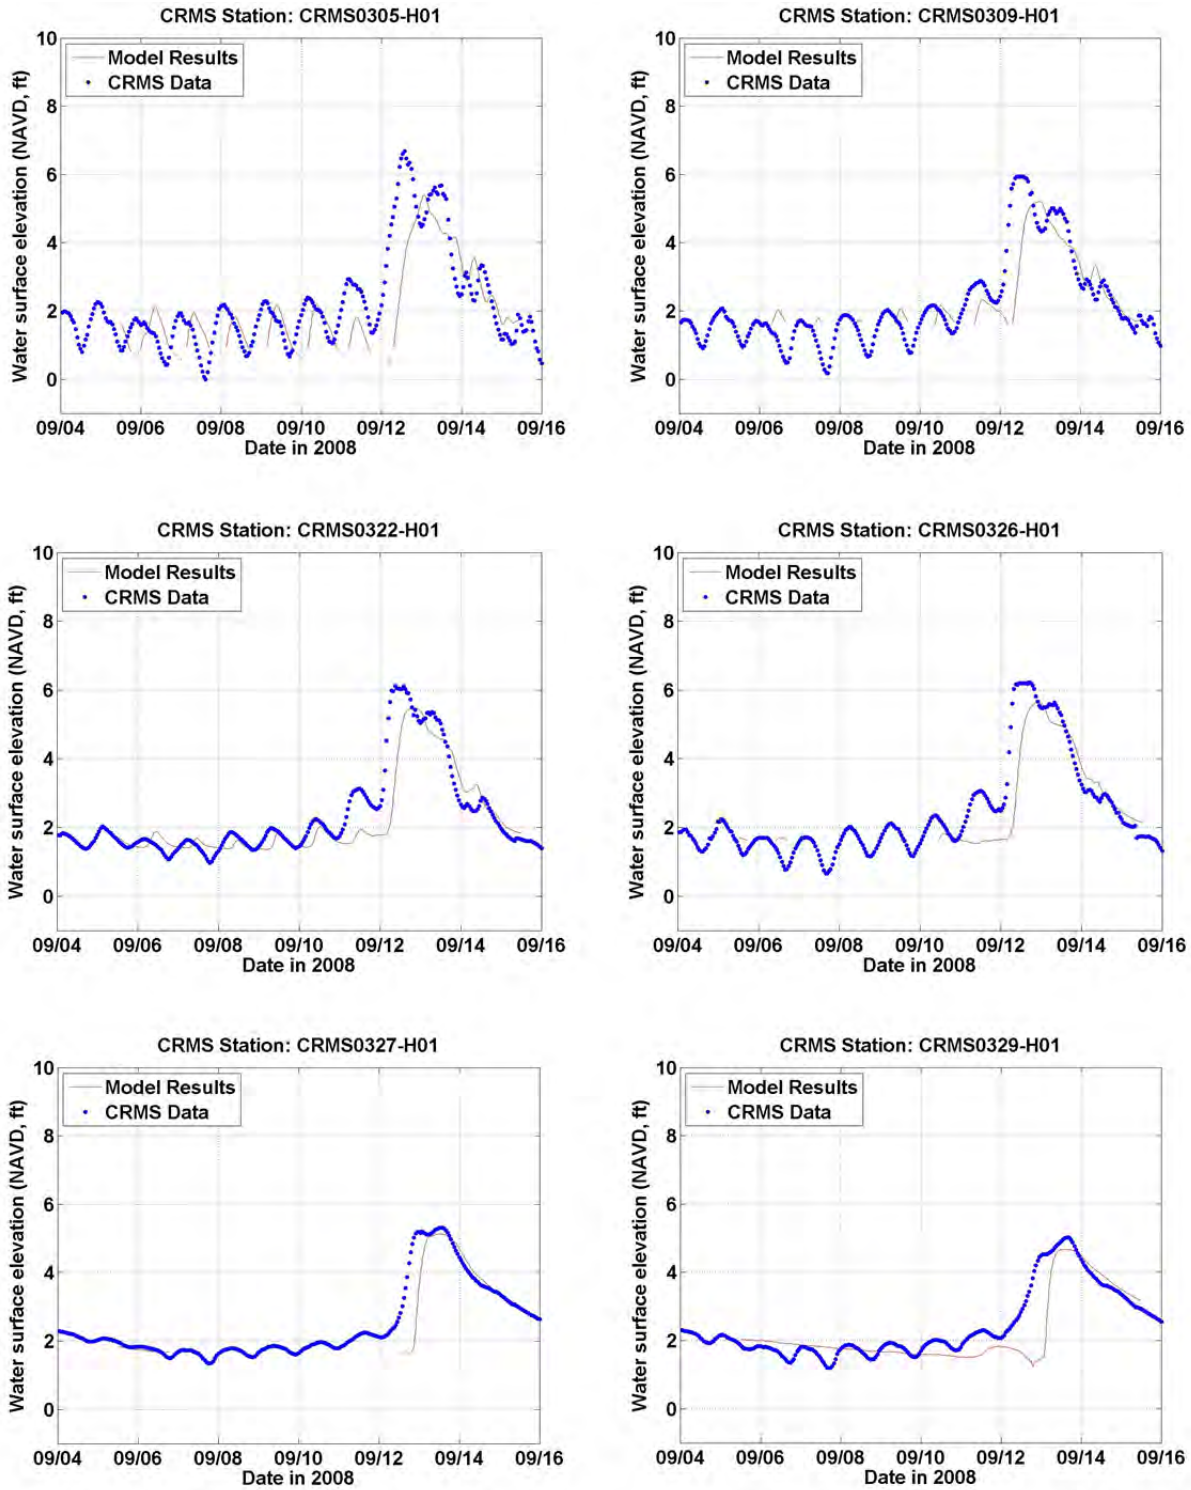 CRMS Station: CRMS0305-H01
Water surface elevation (NAVD, ft)
10
8
6
4
2
0
Model Results
CRMS Data
09/04 09/06 09/08 09/10 09/12 09/14 09/16
Date in 2008
CRMS Station: CRMS0309-H01
Water surface elevation (NAVD, ft)
10
8
6
4
2
0
Model Results
CRMS Data
09/04 09/06 09/08 09/10 09/12 09/14 09/16
Date in 2008
CRMS Station: CRMS0322-H01
Water surface elevation (NAVD, ft)
10
8
6
4
2
0
Model Results
CRMS Data
09/04 09/06 09/08 09/10 09/12 09/14 09/16
Date in 2008
CRMS Station: CRMS0326-H01
Water surface elevation (NAVD, ft)
10
8
6
4
2
0
Model Results
CRMS Data
09/04 09/06 09/08 09/10 09/12 09/14 09/16
Date in 2008
CRMS Station: CRMS0327-H01
Water surface elevation (NAVD, ft)
10
8
6
4
2
0
Model Results
CRMS Data
09/04 09/06 09/08 09/10 09/12 09/14 09/16
Date in 2008
CRMS Station: CRMS0329-H01
Water surface elevation (NAVD, ft)
10
8
6
4
2
0
Model Results
CRMS Data
09/04 09/06 09/08 09/10 09/12 09/14 09/16
Date in 2008